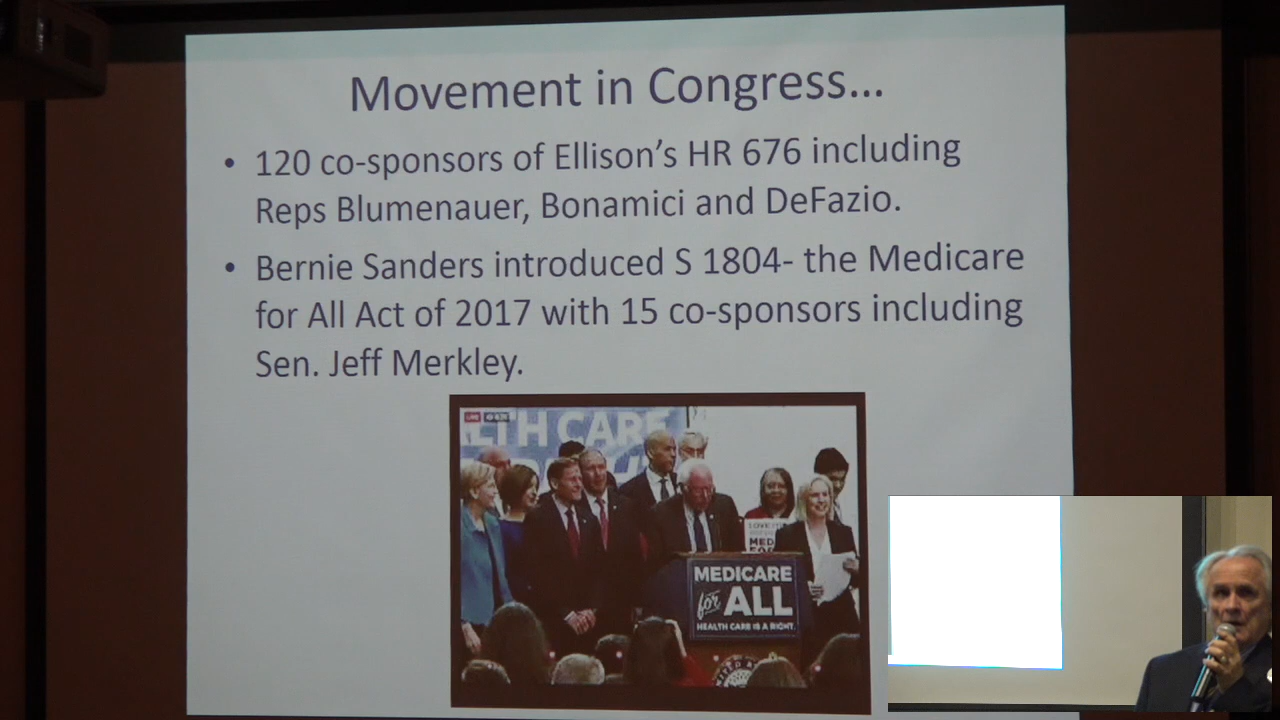 Movement in Congress...
• 120 co-sponsors of Ellison's HR 676 including
Reps Blumenauer, Bonamici and DeFazio.
• Bernie Sanders introduced S 1804- the Medicare
for All Act of 2017 with 15 co-sponsors including
Sen. Jeff Merkley.
LTH CARE
MEDICARE
for ALL
HEALTH CARE IS A RIGHT.